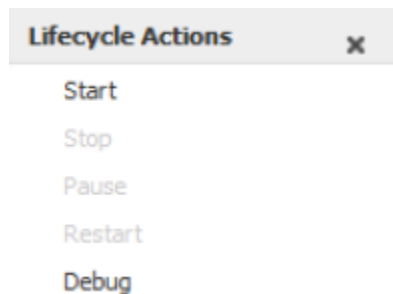 Lifecycle Actions
Start
Stop
Pause
Restart
Debug